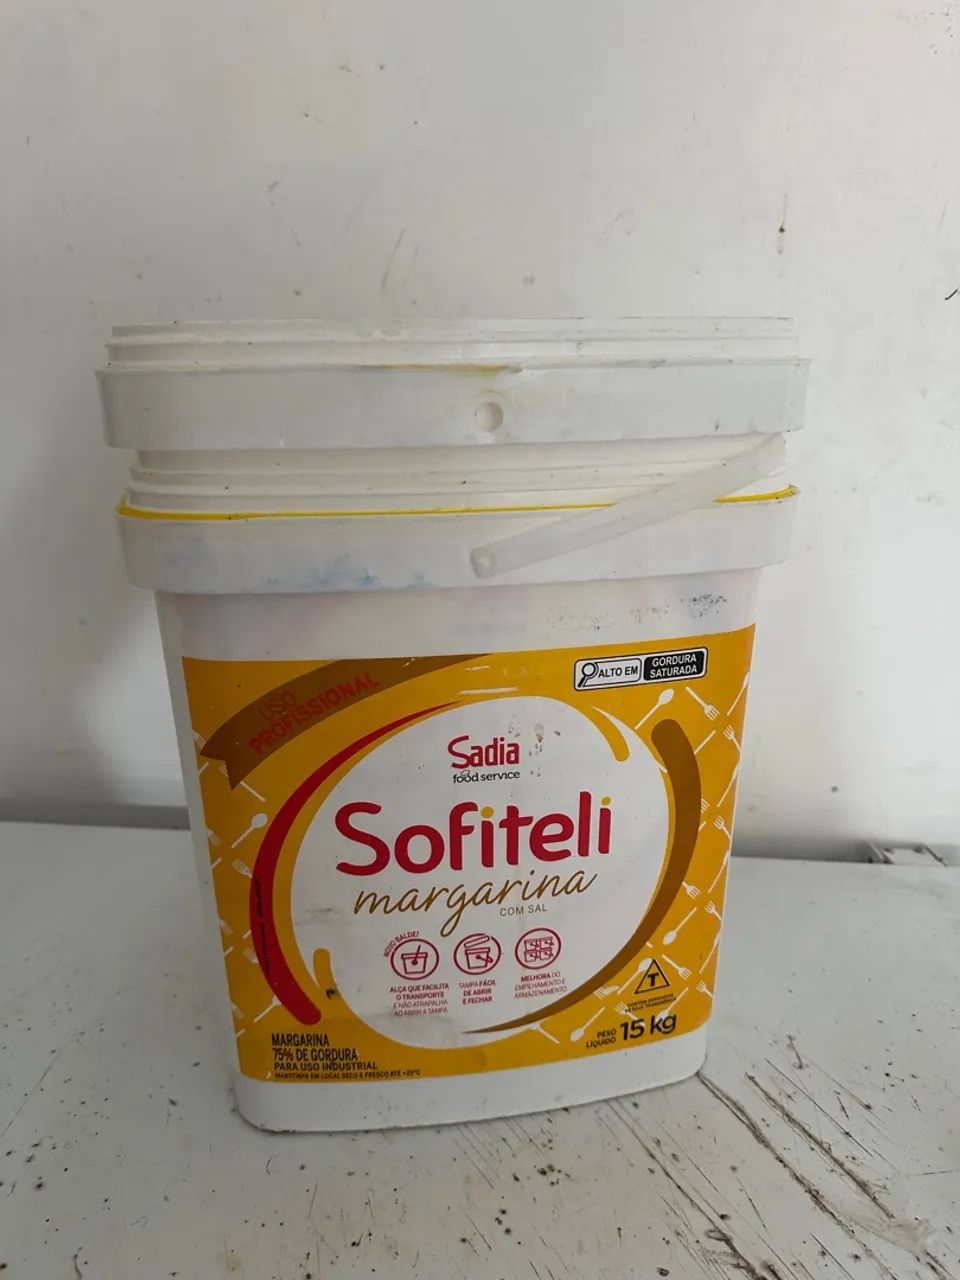 ALTO EM
GORDURA
SATURADA
USO
PROFISSIONAL
Sadia
food service
Sofiteli
margarina
COM SAL
NOVO BALDE!
ALÇA QUE FACILITA
O TRANSPORTE
E NÃO ATRAPALHA
AO ABRIR A TAMPA
TAMPA FÁCIL
DE ABRIR
E FECHAR
MELHORA DO
EMPILHAMENTO E
ARMAZENAMENTO
T
PESO
LÍQUIDO
15 kg
MARGARINA
75% DE GORDURA
PARA USO INDUSTRIAL
MANTENHA EM LOCAL SECO E FRESCO ATÉ +25°C